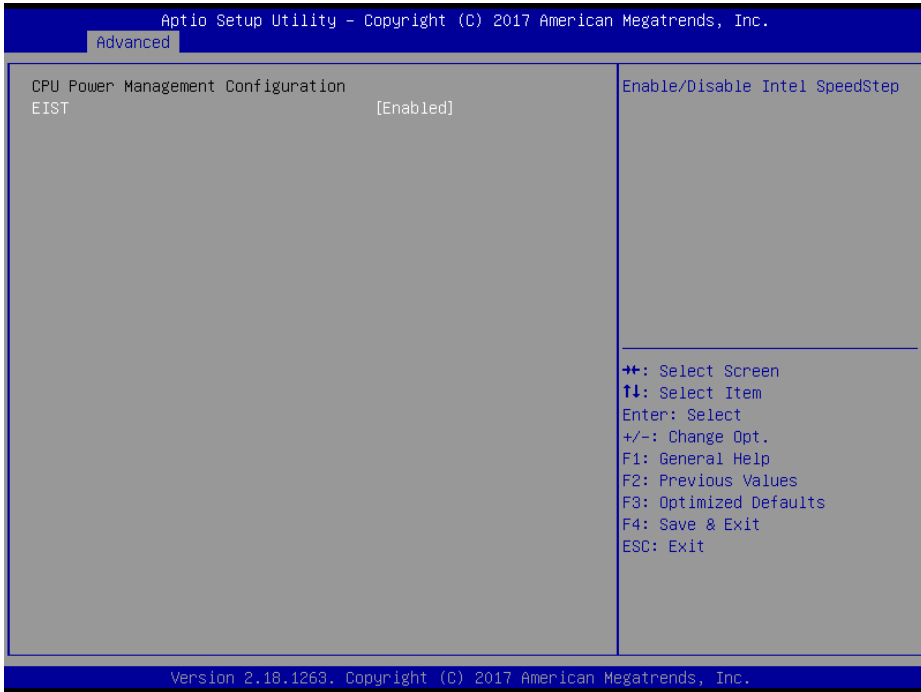 Aptio Setup Utility – Copyright (C) 2017 American Megatrends, Inc.
Advanced
CPU Power Management Configuration
EIST [Enabled]
Enable/Disable Intel SpeedStep
→←: Select Screen
↑↓: Select Item
Enter: Select
+/-: Change Opt.
F1: General Help
F2: Previous Values
F3: Optimized Defaults
F4: Save & Exit
ESC: Exit
Version 2.18.1263. Copyright (C) 2017 American Megatrends, Inc.